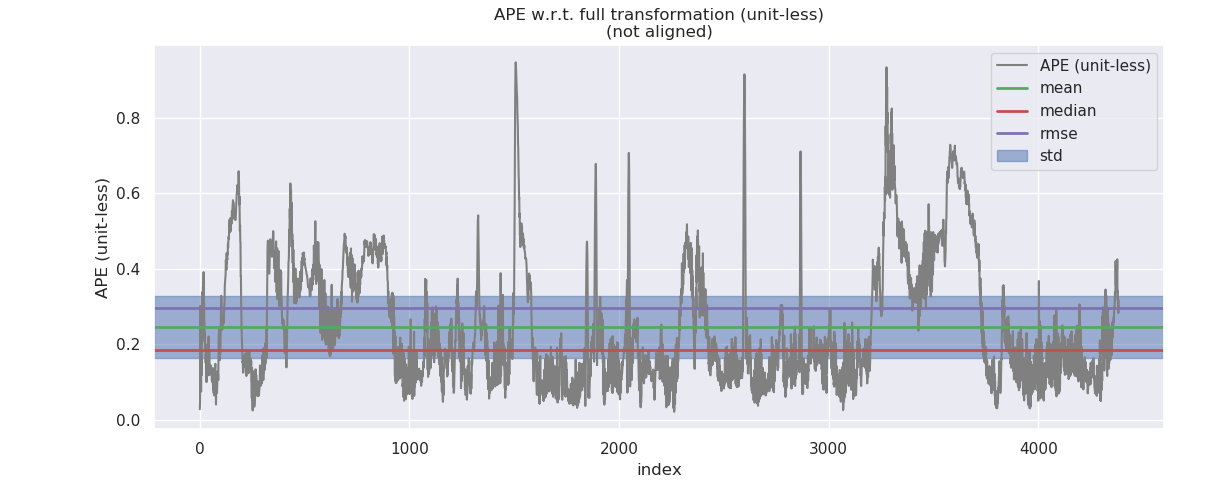 APE w.r.t. full transformation (unit-less)
(not aligned)
APE (unit-less)
0.8
0.6
0.4
0.2
0.0
0
1000
2000
3000
4000
index
APE (unit-less)
mean
median
rmse
std